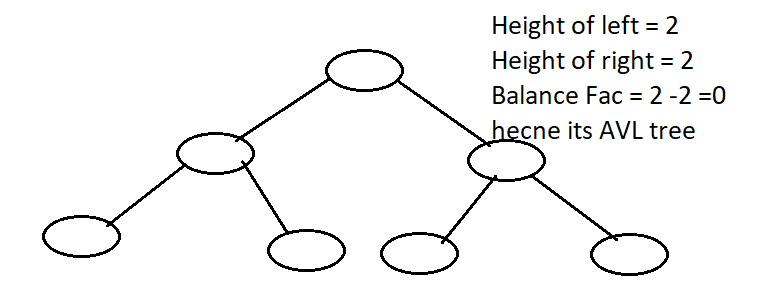 Height of left = 2
Height of right = 2
Balance Fac = 2 -2 =0
hecne its AVL tree